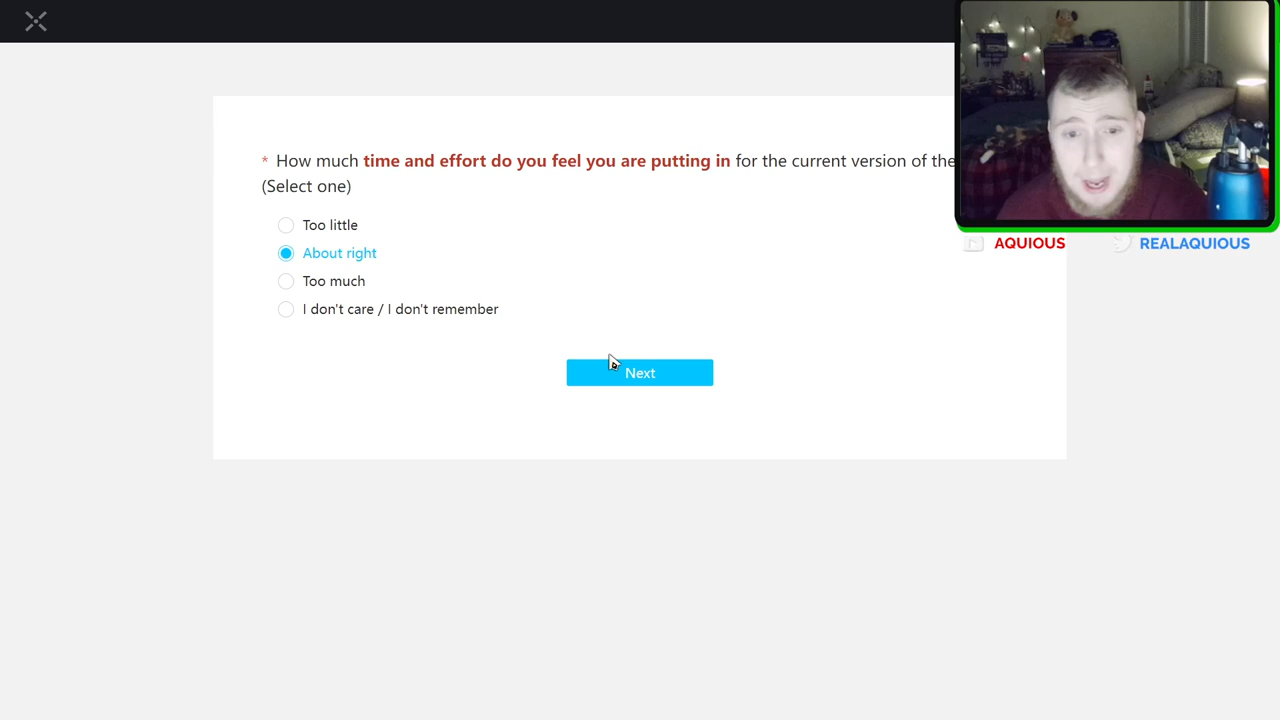 * How much time and effort do you feel you are putting in for the current version of the
(Select one)
Too little
About right
Too much
I don't care / I don't remember
Next
AQUIOUS
REALAQUIOUS